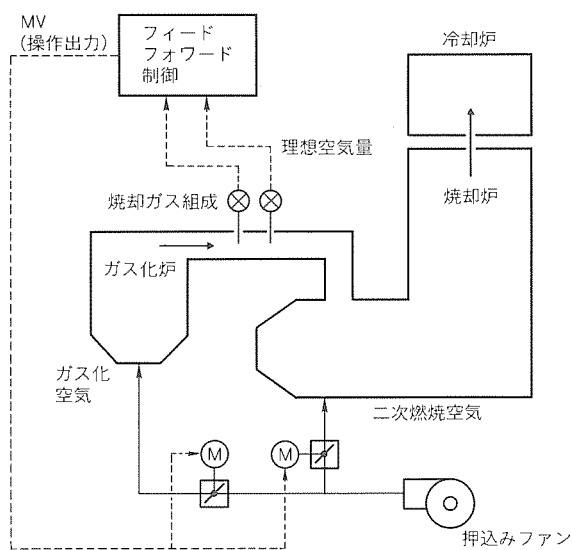 MV
(操作出力)
フィード
フォワード
制御
冷却炉
理想空気量
焼却ガス組成
焼却炉
ガス化炉
ガス化
空気
二次燃焼空気
M
M
押込みファン